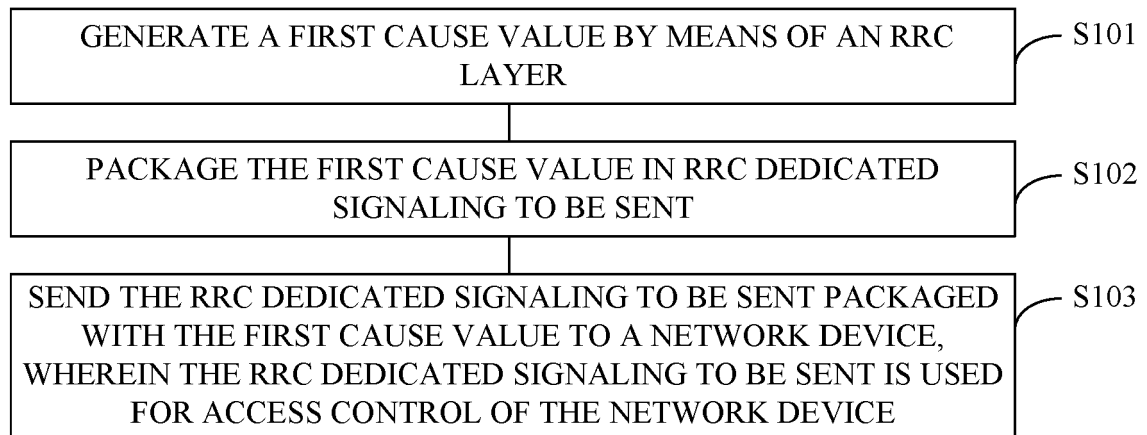 GENERATE A FIRST CAUSE VALUE BY MEANS OF AN RRC
LAYER
S101
PACKAGE THE FIRST CAUSE VALUE IN RRC DEDICATED
SIGNALING TO BE SENT
S102
SEND THE RRC DEDICATED SIGNALING TO BE SENT PACKAGED
WITH THE FIRST CAUSE VALUE TO A NETWORK DEVICE,
WHEREIN THE RRC DEDICATED SIGNALING TO BE SENT IS USED
FOR ACCESS CONTROL OF THE NETWORK DEVICE
S103